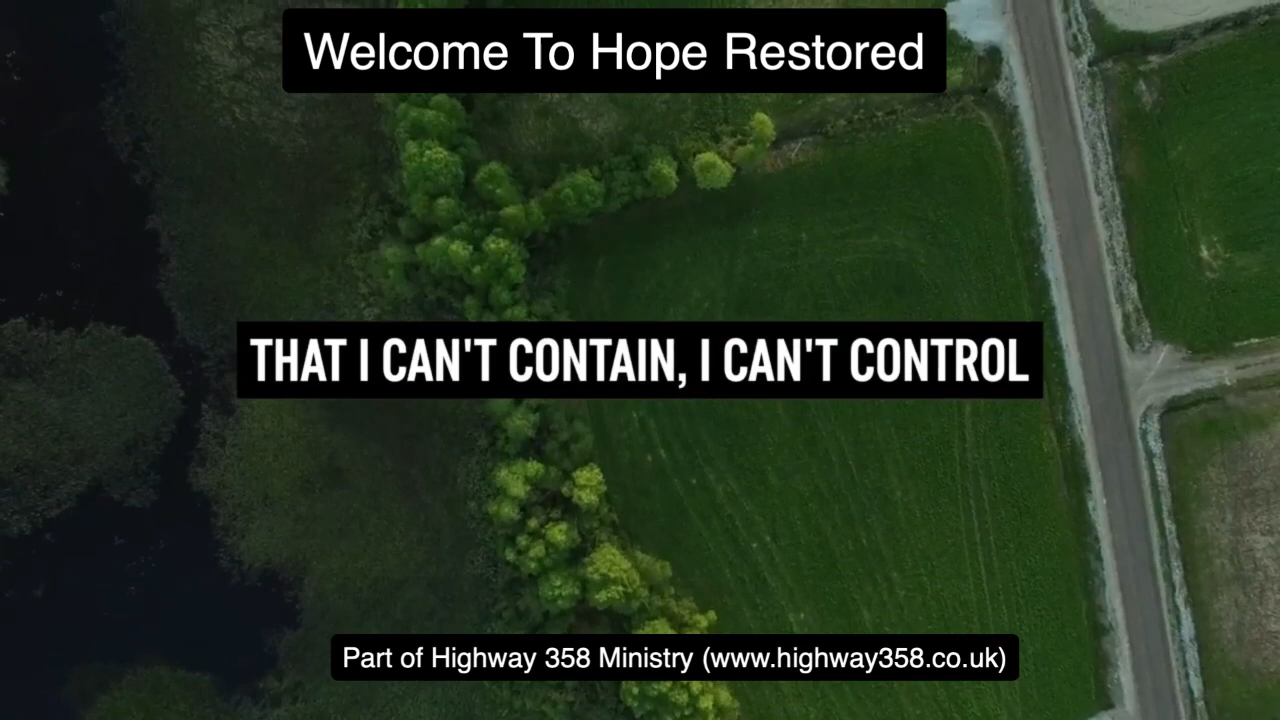 Welcome To Hope Restored
THAT I CAN'T CONTAIN, I CAN'T CONTROL
Part of Highway 358 Ministry (www.highway358.co.uk)